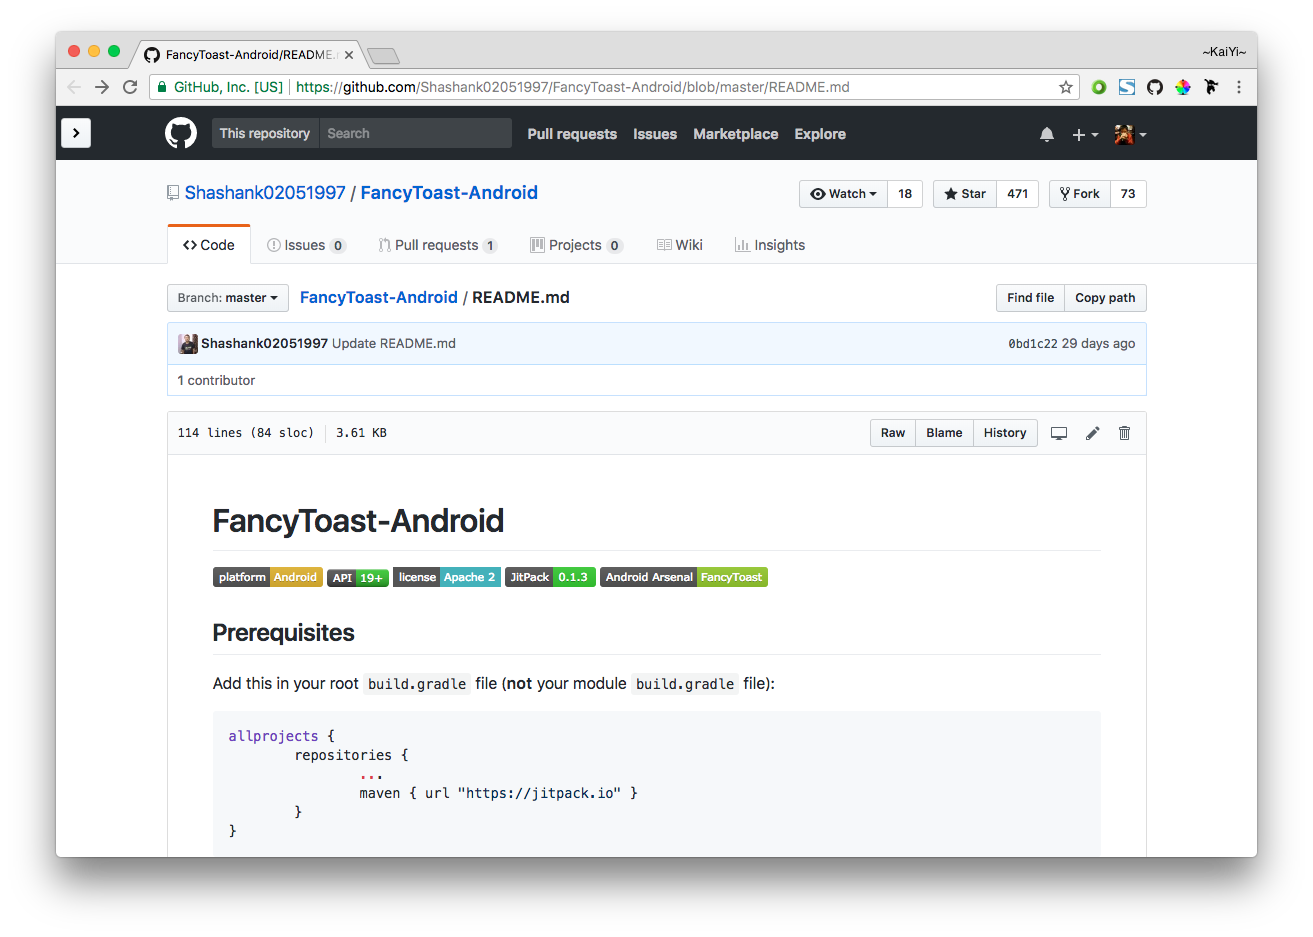 FancyToast-Android/README.
~KaiYi~
GitHub, Inc. [US] https://github.com/Shashank02051997/FancyToast-Android/blob/master/README.md
This repository Search Pull requests Issues Marketplace Explore
Shashank02051997 / FancyToast-Android Watch 18 Star 471 Fork 73
Code Issues 0 Pull requests 1 Projects 0 Wiki Insights
Branch: master FancyToast-Android / README.md Find file Copy path
Shashank02051997 Update README.md 0bd1c22 29 days ago
1 contributor
114 lines (84 sloc) 3.61 KB Raw Blame History
FancyToast-Android
platform Android API 19+ license Apache 2 JitPack 0.1.3 Android Arsenal FancyToast
Prerequisites
Add this in your root build.gradle file (not your module build.gradle file):
allprojects {
repositories {
...
maven { url "https://jitpack.io" }
}
}